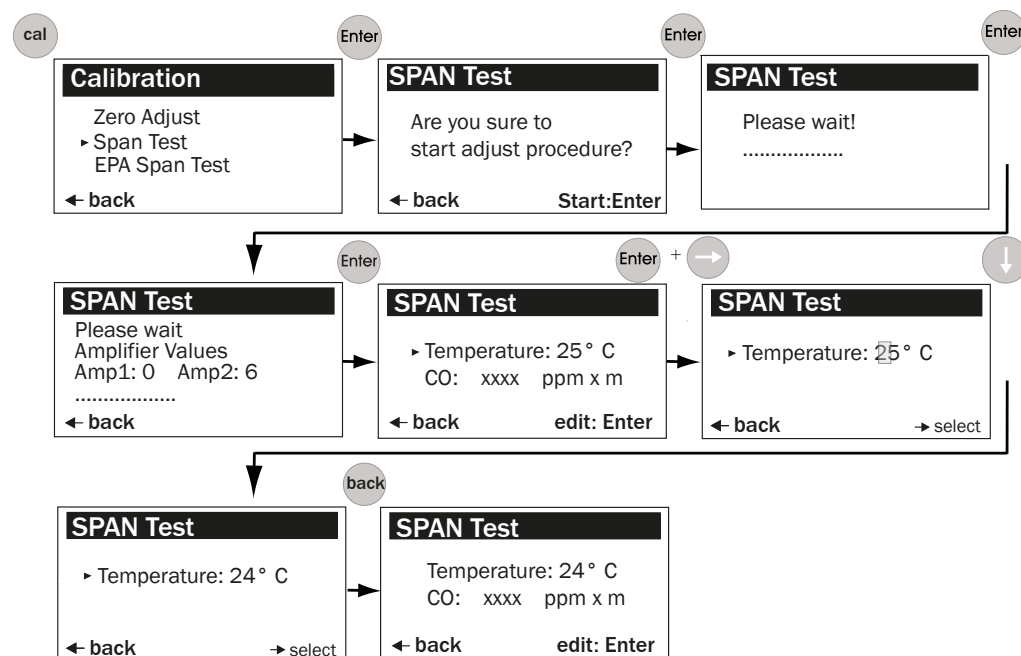 cal
Enter
Enter
Enter
Calibration
Zero Adjust
▸ Span Test
EPA Span Test
← back
SPAN Test
Are you sure to
start adjust procedure?
← back Start:Enter
SPAN Test
Please wait!
..................
Enter
Enter + →
↓
SPAN Test
Please wait
Amplifier Values
Amp1: 0 Amp2: 6
..................
← back
SPAN Test
▸ Temperature: 25° C
CO: xxxx ppm x m
← back edit: Enter
SPAN Test
▸ Temperature: 25° C
← back → select
back
SPAN Test
▸ Temperature: 24° C
← back → select
SPAN Test
Temperature: 24° C
CO: xxxx ppm x m
← back edit: Enter